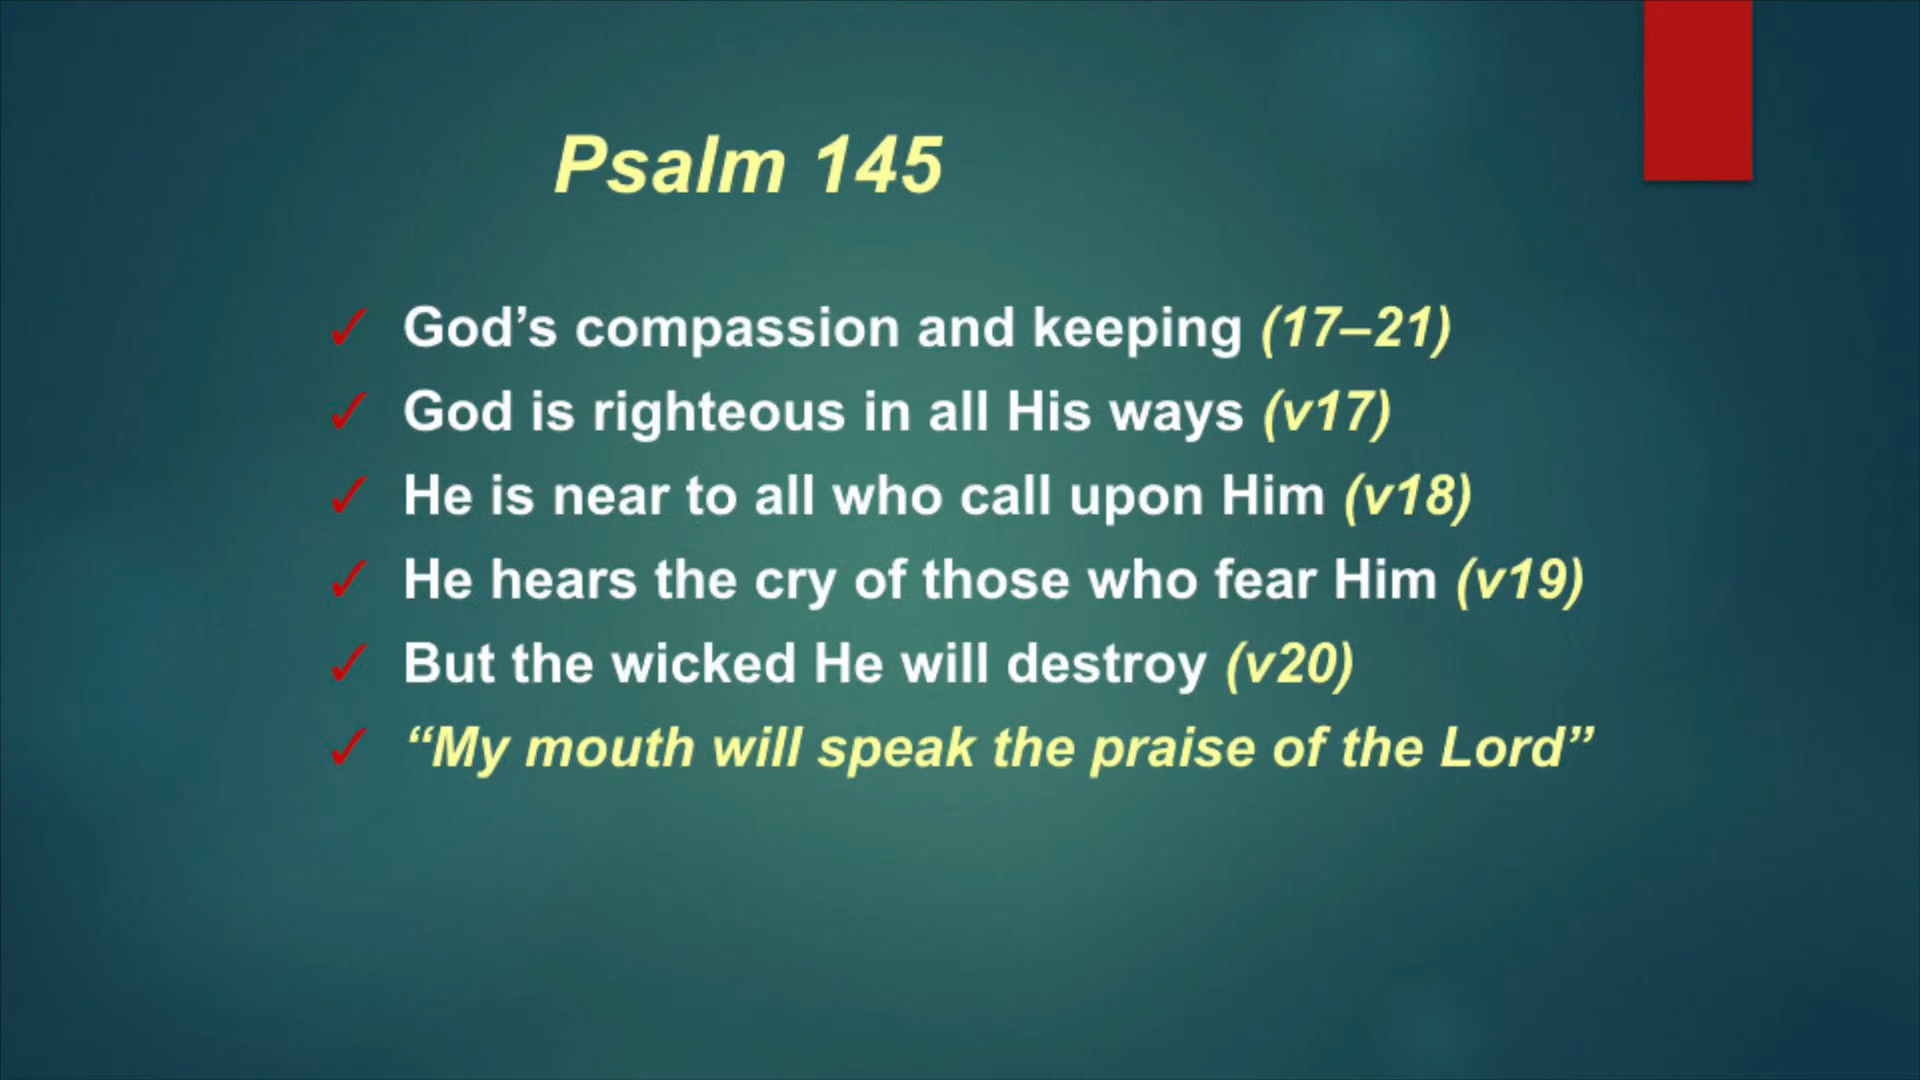 Psalm 145
✓ God’s compassion and keeping (17–21)
✓ God is righteous in all His ways (v17)
✓ He is near to all who call upon Him (v18)
✓ He hears the cry of those who fear Him (v19)
✓ But the wicked He will destroy (v20)
✓ “My mouth will speak the praise of the Lord”